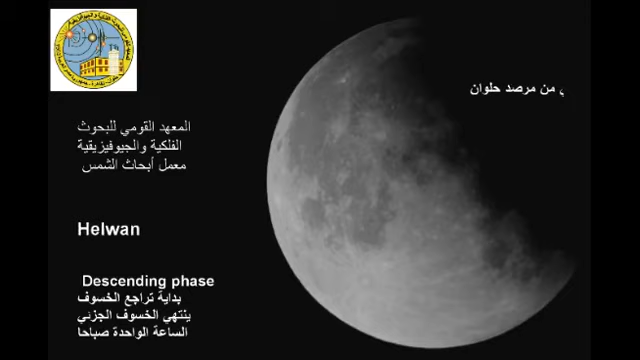 من مرصد حلوان
المعهد القومي للبحوث
الفلكية والجيوفيزيقية
معمل أبحاث الشمس
Helwan
Descending phase
بداية تراجع الخسوف
ينتهي الخسوف الجزئي
الساعة الواحدة صباحا